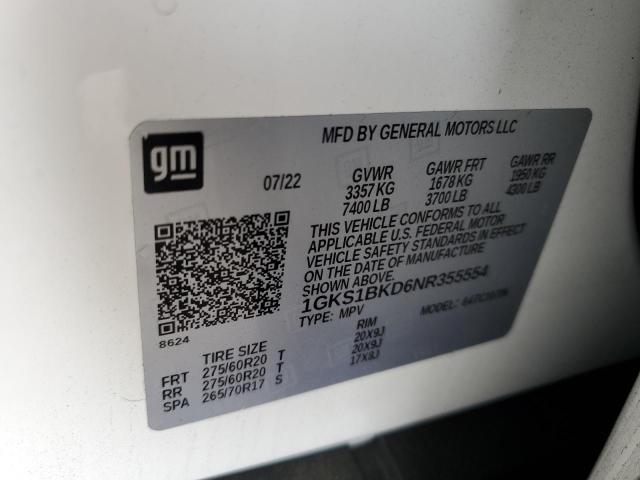 gm
MFD BY GENERAL MOTORS LLC
07/22
GVWR
3357 KG
7400 LB
GAWR FRT
1678 KG
3700 LB
GAWR RR
1950 KG
4300 LB
THIS VEHICLE CONFORMS TO ALL
APPLICABLE U.S. FEDERAL MOTOR
VEHICLE SAFETY STANDARDS IN EFFECT
ON THE DATE OF MANUFACTURE
SHOWN ABOVE.
1GKS1BKD6NR355554
TYPE: MPV
MODEL:
8624
TIRE SIZE
RIM
FRT 275/60R20 T 20X9J
RR 275/60R20 T 20X9J
SPA 265/70R17 S 17X8J